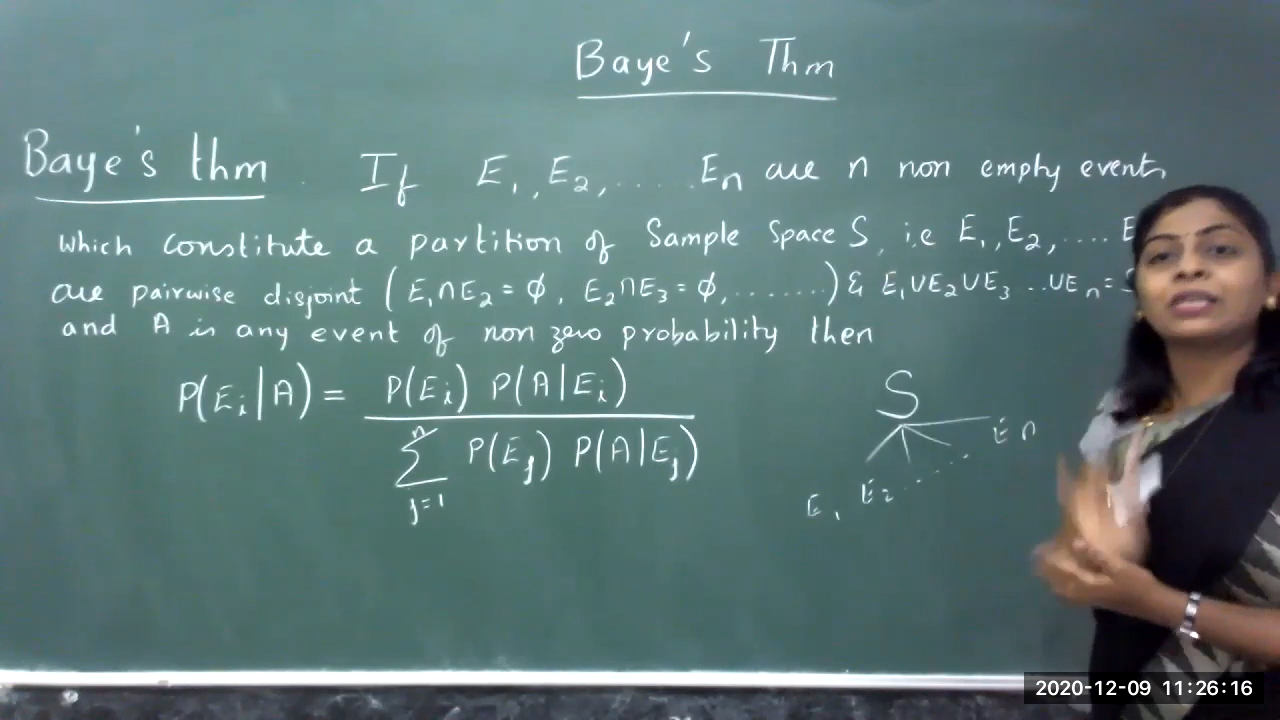 Baye's Thm
Baye's thm. If E₁, E₂, ..... Eₙ are n non empty events
which constitute a partition of Sample Space S, i.e E₁, E₂, .... E
are pairwise disjoint (E₁∩E₂ = ϕ, E₂∩E₃ = ϕ, .......) & E₁∪E₂∪E₃ ...∪Eₙ =
and A is any event of non zero probability then
P(Eᵢ|A) = P(Eᵢ) P(A|Eᵢ)
n
∑ P(Eⱼ) P(A|Eⱼ)
j=1
S
E₁ E₂ ...... En
2020-12-09 11:26:16